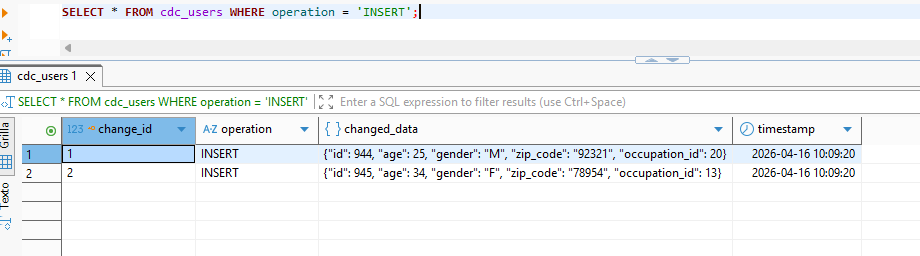 SELECT * FROM cdc_users WHERE operation = 'INSERT';
cdc_users 1
SELECT * FROM cdc_users WHERE operation = 'INSERT'
Enter a SQL expression to filter results (use Ctrl+Space)
Grilla
Texto
123 change_id
A-Z operation
{ } changed_data
timestamp
1 1 INSERT {"id": 944, "age": 25, "gender": "M", "zip_code": "92321", "occupation_id": 20} 2026-04-16 10:09:20
2 2 INSERT {"id": 945, "age": 34, "gender": "F", "zip_code": "78954", "occupation_id": 13} 2026-04-16 10:09:20